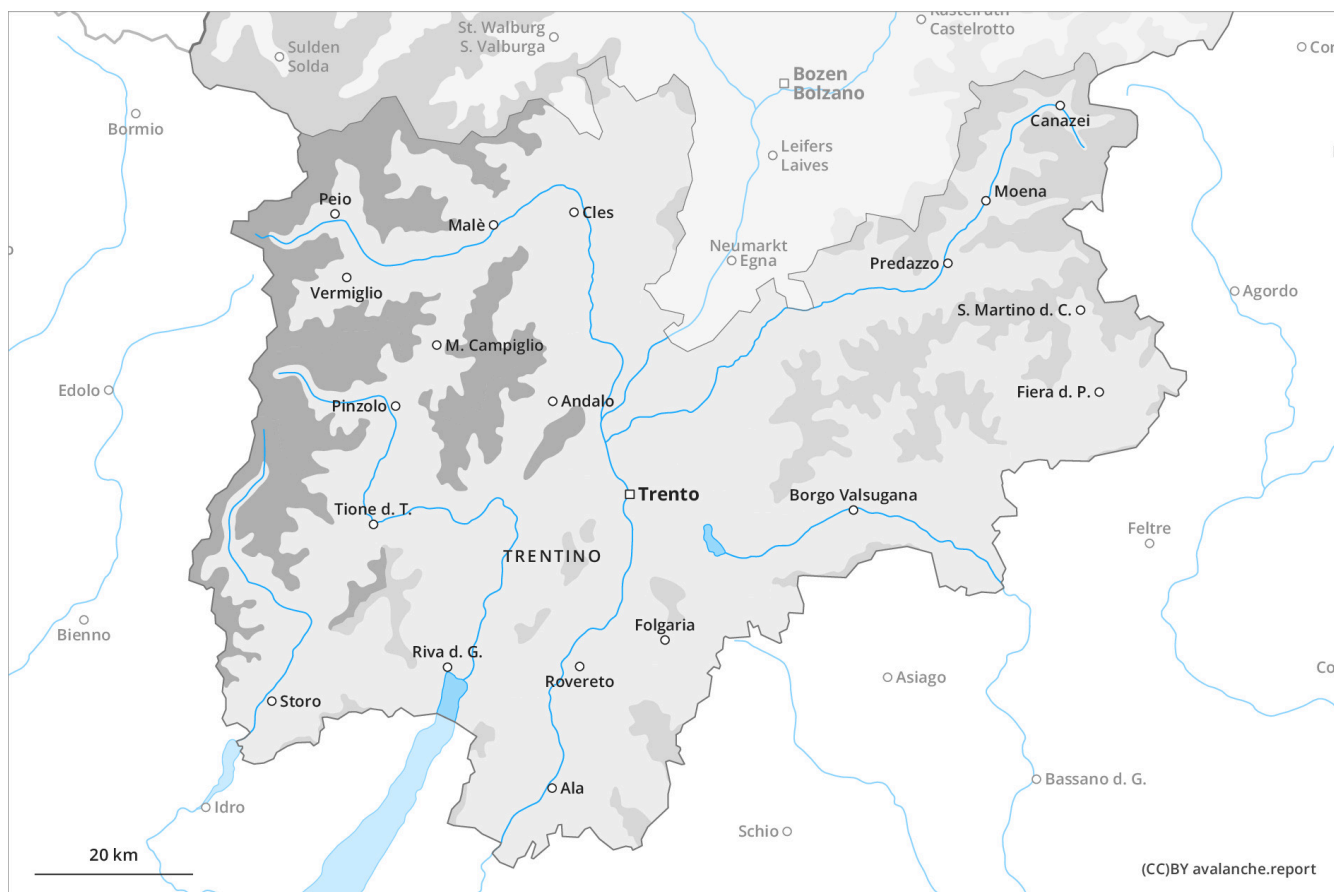 Kastelruth
Castelrotto
St. Walburg
S. Valburga
Sulden
Solda
Cor
Bozen
Bolzano
Bormio
Canazei
Leifers
Laives
Peio
Moena
Malè
Cles
Neumarkt
Egna
Predazzo
Vermiglio
Agordo
S. Martino d. C.
M. Campiglio
Edolo
Fiera d. P.
Pinzolo
Andalo
Trento
Borgo Valsugana
Tione d. T.
Feltre
TRENTINO
Bienno
Folgaria
Riva d. G.
Rovereto
Asiago
Co
Storo
Bassano d. G.
Ala
Idro
Schio
20 km
(CC)BY avalanche.report